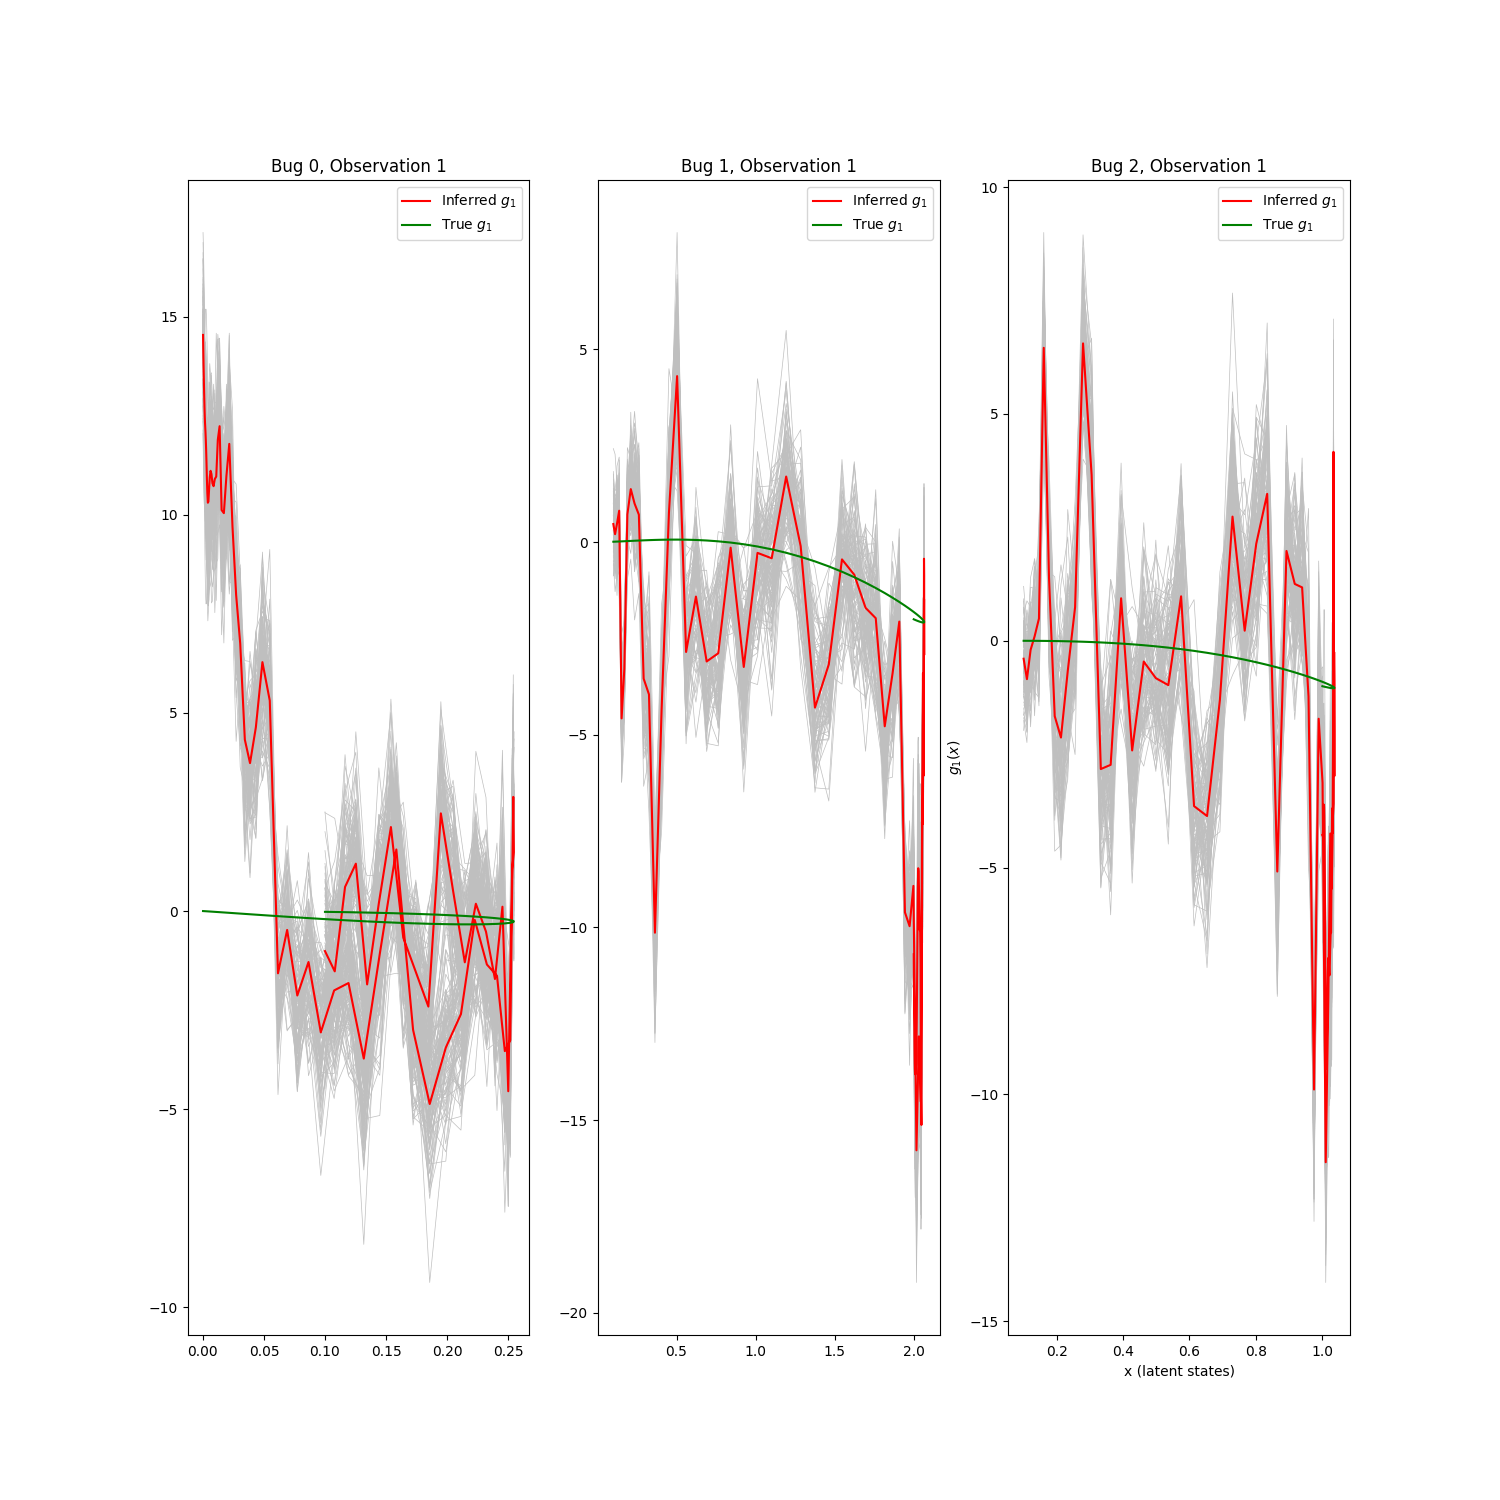 Bug 0, Observation 1
Inferred g₁
True g₁
15
10
5
0
−5
−10
0.00 0.05 0.10 0.15 0.20 0.25
Bug 1, Observation 1
Inferred g₁
True g₁
5
0
−5
−10
−15
−20
0.5 1.0 1.5 2.0
Bug 2, Observation 1
Inferred g₁
True g₁
10
5
0
−5
−10
−15
g₁(x)
0.2 0.4 0.6 0.8 1.0
x (latent states)